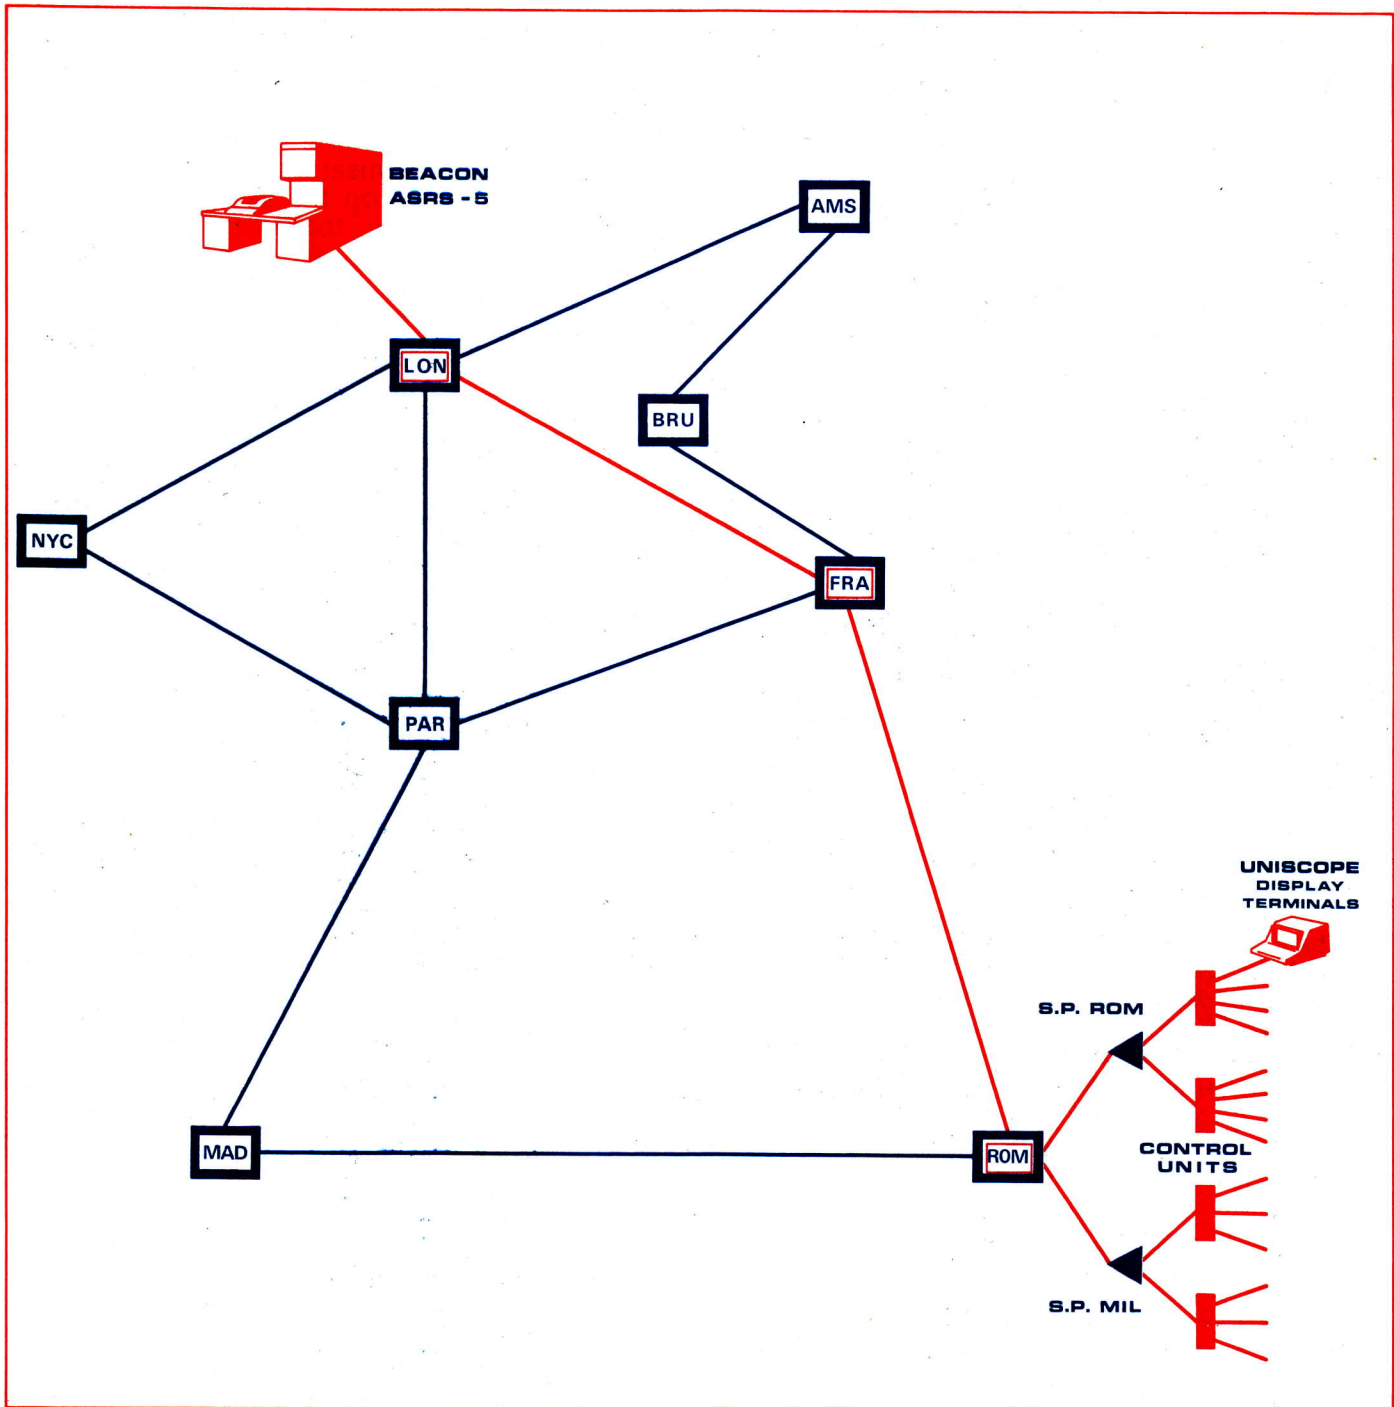 BEACON
ASRS - 5
AMS
LON
BRU
NYC
FRA
PAR
UNISCOPE
DISPLAY
TERMINALS
S.P. ROM
MAD
ROM
CONTROL
UNITS
S.P. MIL